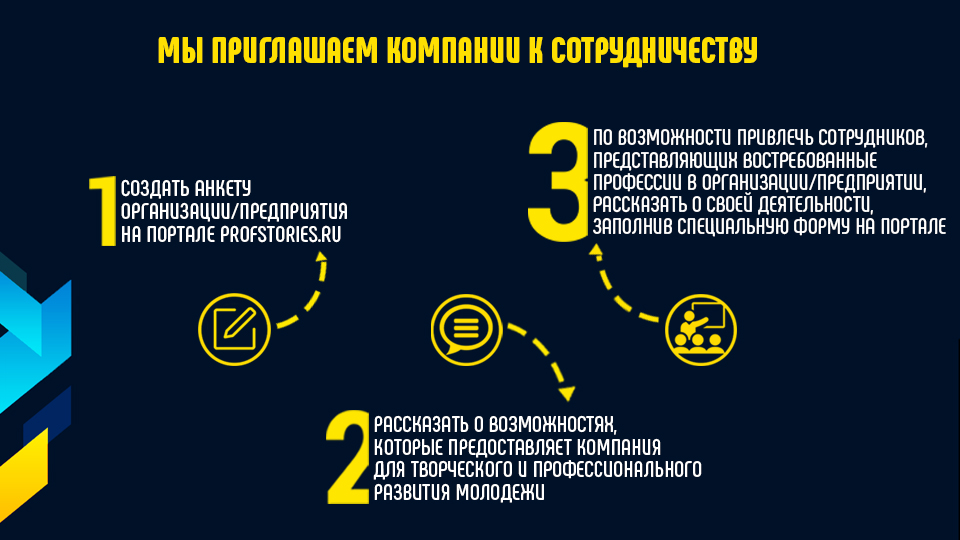 МЫ ПРИГЛАШАЕМ КОМПАНИИ К СОТРУДНИЧЕСТВУ
1
СОЗДАТЬ АНКЕТУ
ОРГАНИЗАЦИИ/ПРЕДПРИЯТИЯ
НА ПОРТАЛЕ PROFSTORIES.RU
2
РАССКАЗАТЬ О ВОЗМОЖНОСТЯХ,
КОТОРЫЕ ПРЕДОСТАВЛЯЕТ КОМПАНИЯ
ДЛЯ ТВОРЧЕСКОГО И ПРОФЕССИОНАЛЬНОГО
РАЗВИТИЯ МОЛОДЕЖИ
3
ПО ВОЗМОЖНОСТИ ПРИВЛЕЧЬ СОТРУДНИКОВ,
ПРЕДСТАВЛЯЮЩИХ ВОСТРЕБОВАННЫЕ
ПРОФЕССИИ В ОРГАНИЗАЦИИ/ПРЕДПРИЯТИИ,
РАССКАЗАТЬ О СВОЕЙ ДЕЯТЕЛЬНОСТИ,
ЗАПОЛНИВ СПЕЦИАЛЬНУЮ ФОРМУ НА ПОРТАЛЕ